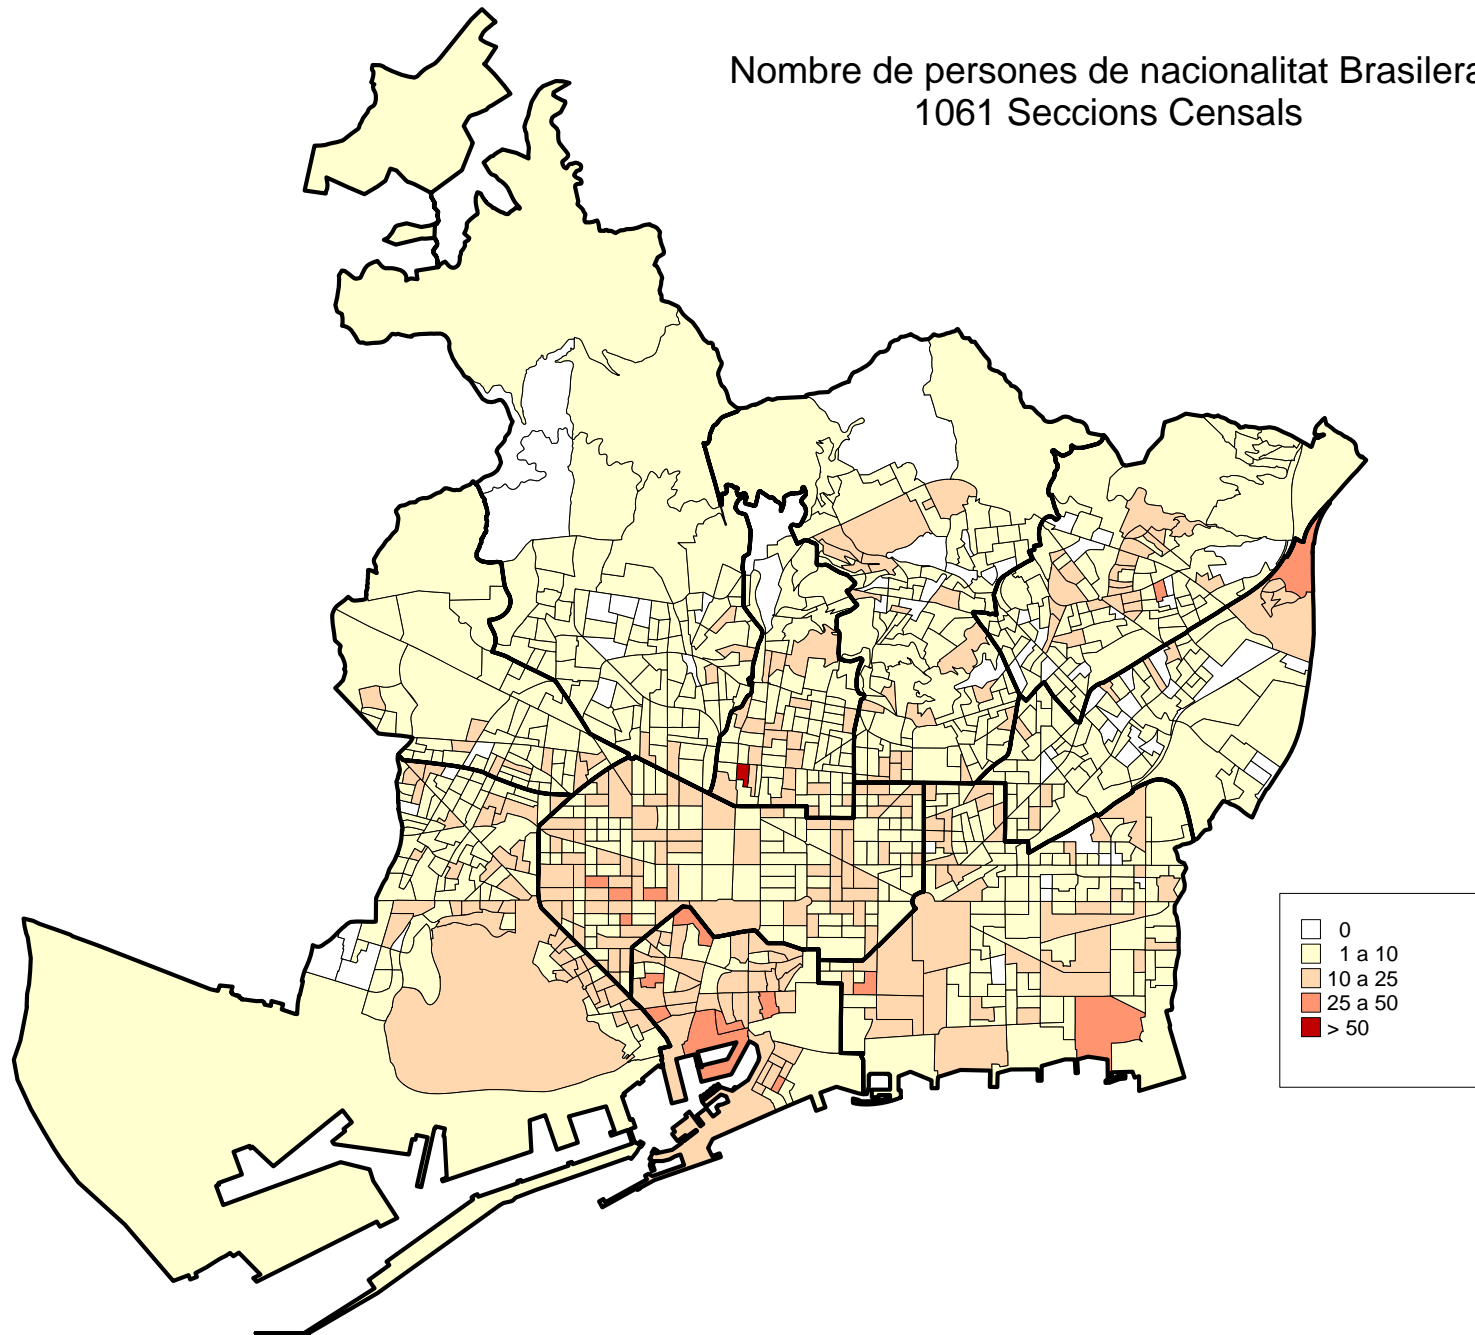 Nombre de persones de nacionalitat Brasilera
1061 Seccions Censals
0
1 a 10
10 a 25
25 a 50
> 50